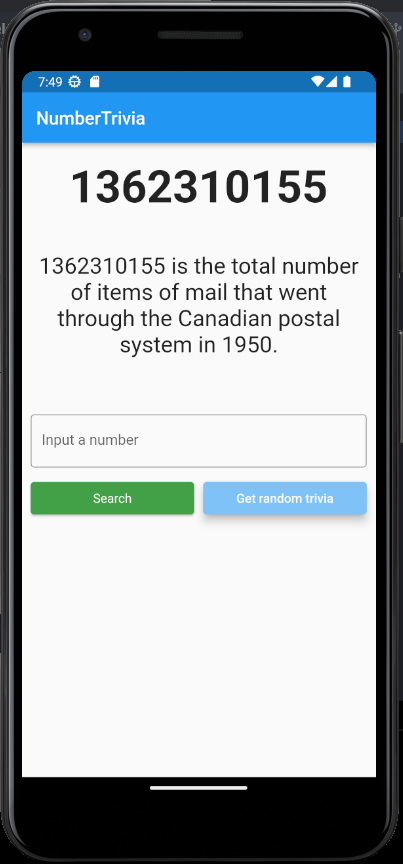 7:49
NumberTrivia
1362310155
1362310155 is the total number
of items of mail that went
through the Canadian postal
system in 1950.
Input a number
Search
Get random trivia